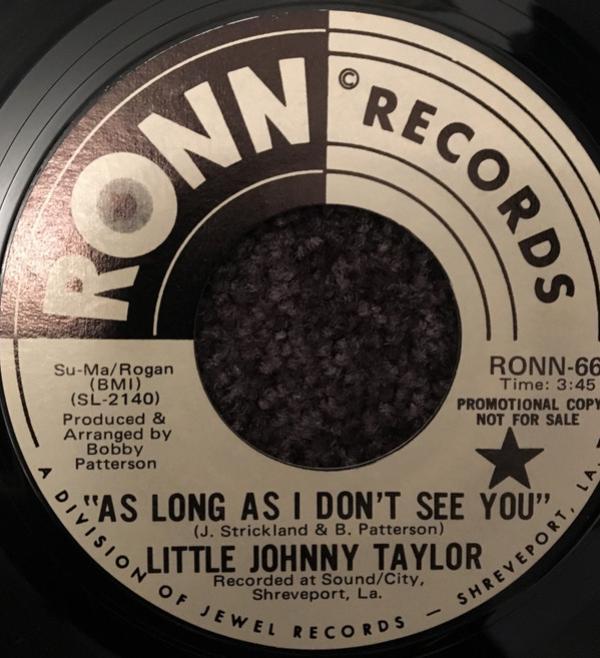 RONN
© RECORDS
Su-Ma/Rogan
(BMI)
(SL-2140)
Produced &
Arranged by
Bobby
Patterson
RONN-66
Time: 3:45
PROMOTIONAL COPY
NOT FOR SALE
"AS LONG AS I DON'T SEE YOU"
(J. Strickland & B. Patterson)
LITTLE JOHNNY TAYLOR
Recorded at Sound/City,
Shreveport, La.
A DIVISION OF JEWEL RECORDS — SHREVEPORT, LA.